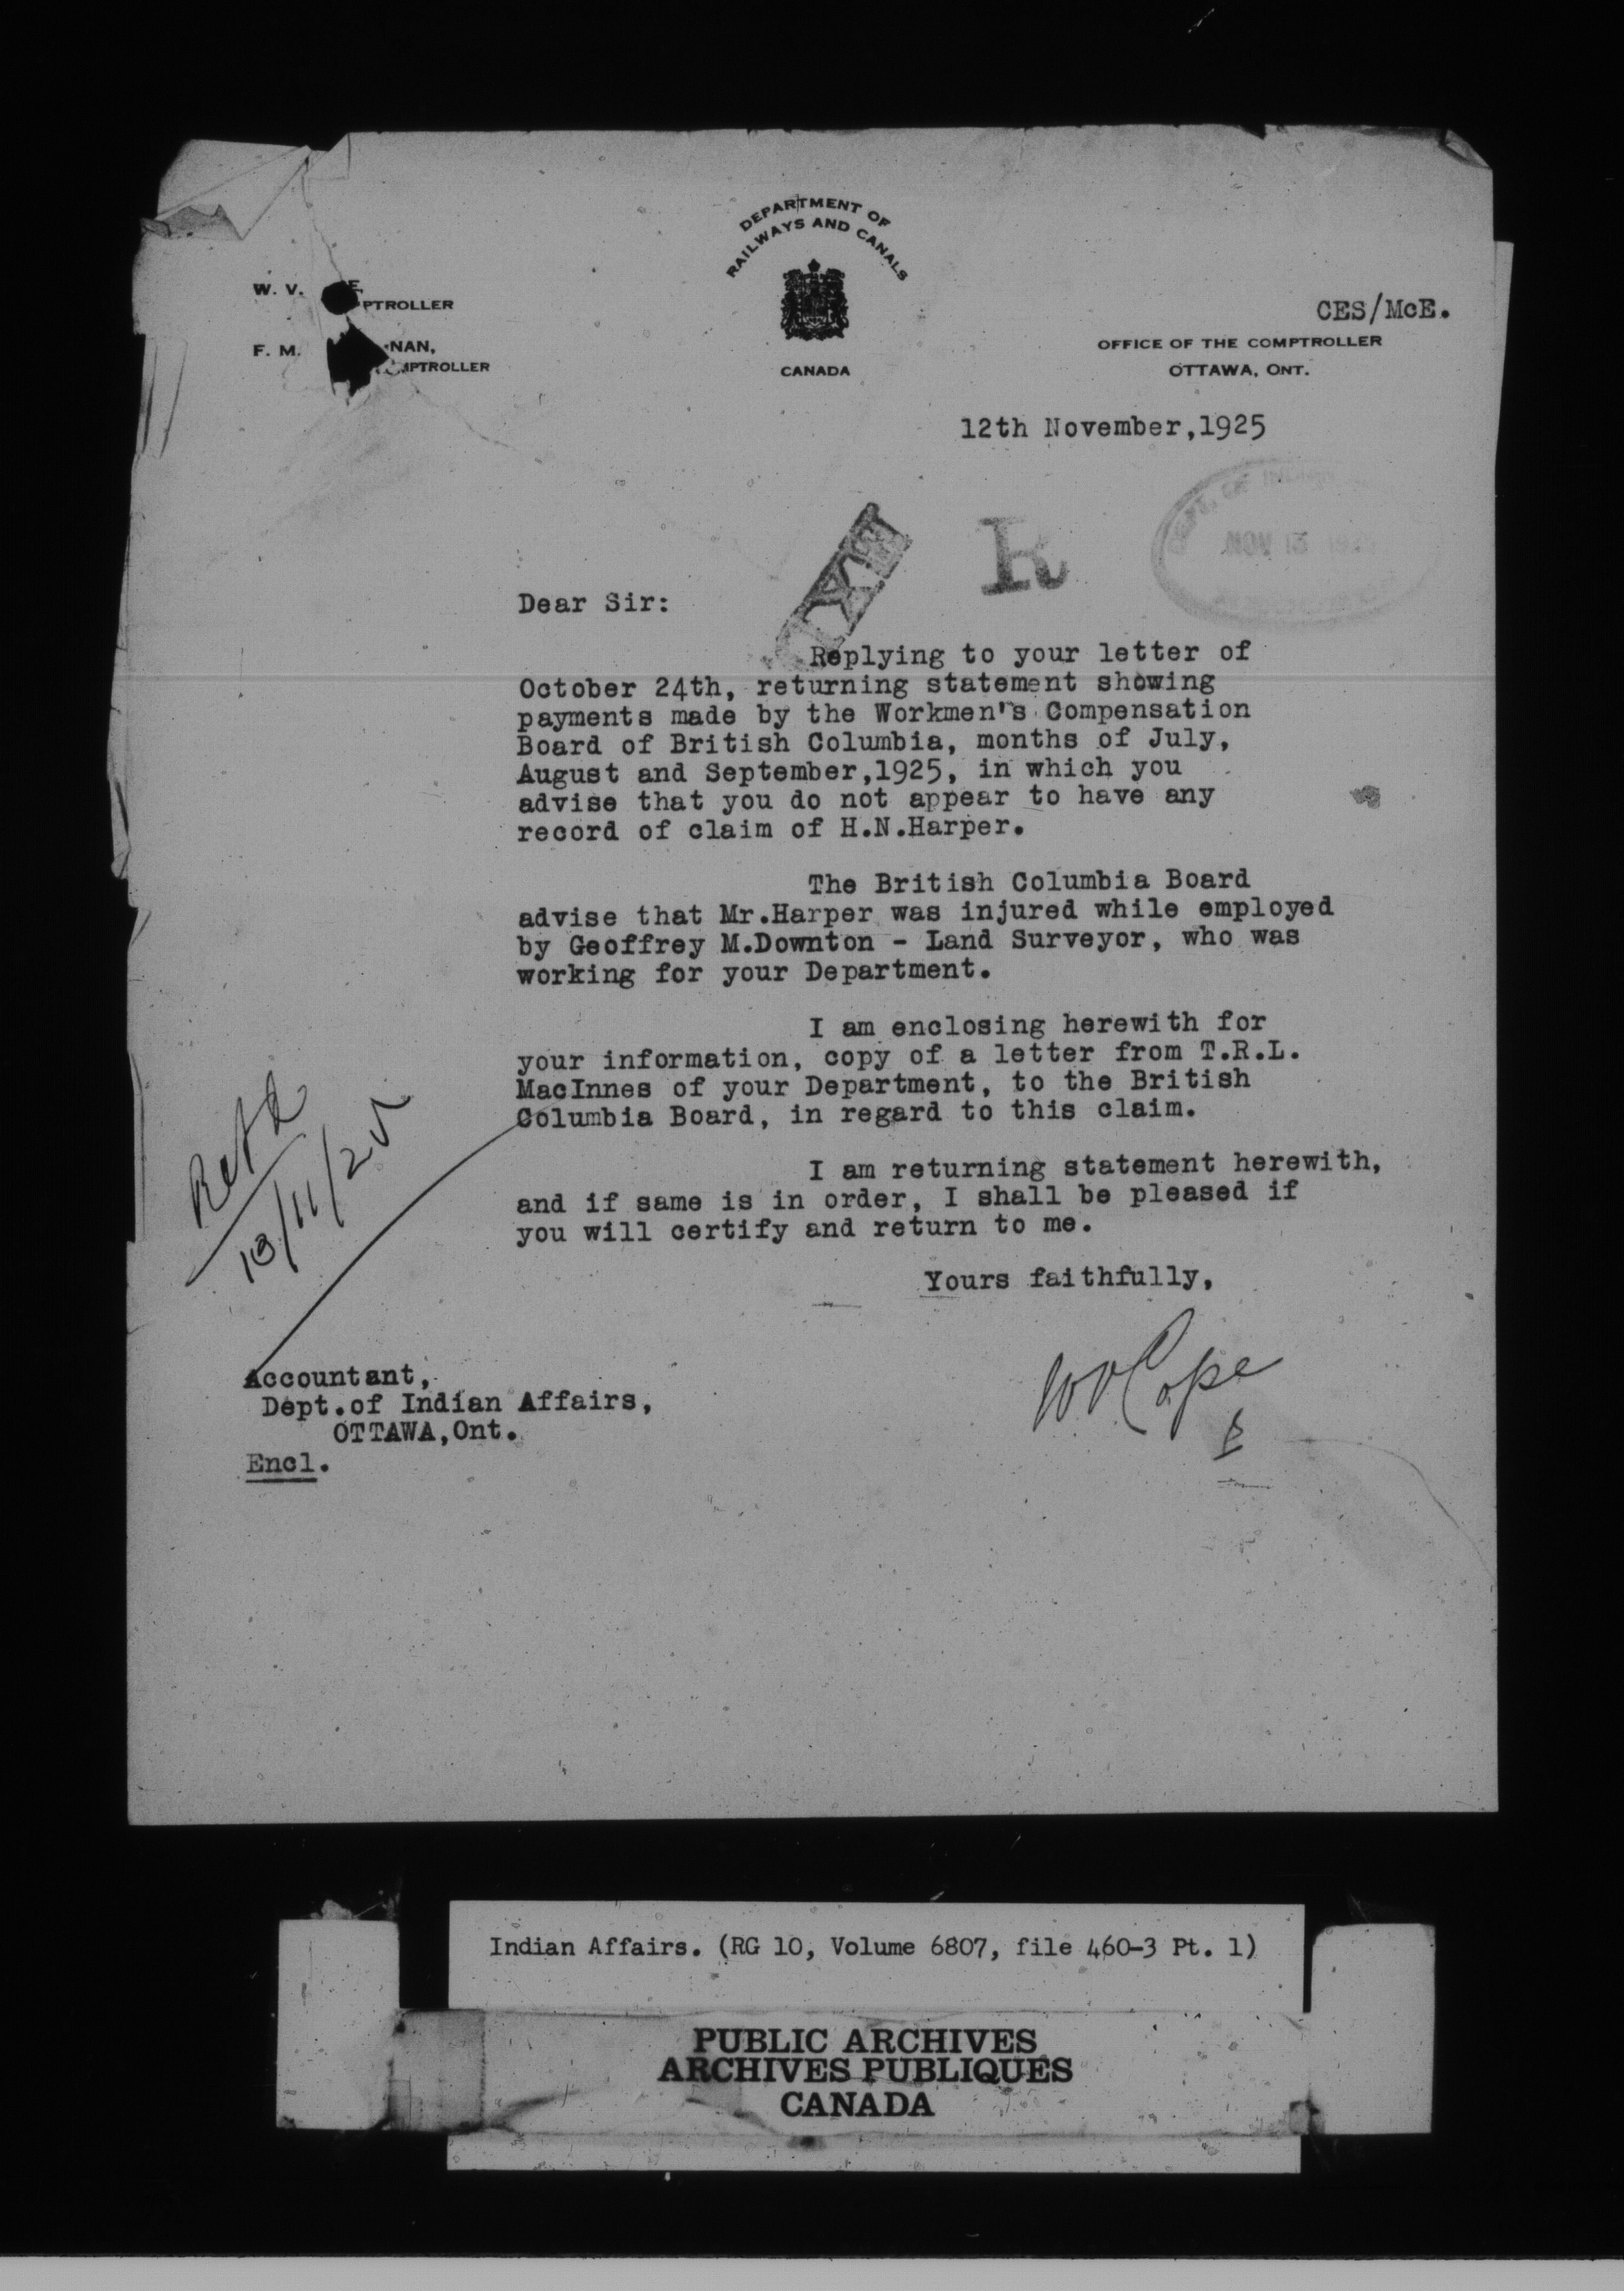 DEPARTMENT OF
RAILWAYS AND CANALS
CANADA
W. V. E,
PTROLLER
F. M. NAN,
MPTROLLER
CES/McE.
OFFICE OF THE COMPTROLLER
OTTAWA, ONT.
12th November,1925
R
Dear Sir:
Replying to your letter of
October 24th, returning statement showing
payments made by the Workmen's Compensation
Board of British Columbia, months of July,
August and September,1925, in which you
advise that you do not appear to have any
record of claim of H.N.Harper.
The British Columbia Board
advise that Mr.Harper was injured while employed
by Geoffrey M.Downton - Land Surveyor, who was
working for your Department.
I am enclosing herewith for
your information, copy of a letter from T.R.L.
MacInnes of your Department, to the British
Columbia Board, in regard to this claim.
I am returning statement herewith,
and if same is in order, I shall be pleased if
you will certify and return to me.
Yours faithfully,
WVCope
Retd
13/11/25
Accountant,
Dept.of Indian Affairs,
OTTAWA,Ont.
Encl.
Indian Affairs. (RG 10, Volume 6807, file 460-3 Pt. 1)
PUBLIC ARCHIVES
ARCHIVES PUBLIQUES
CANADA